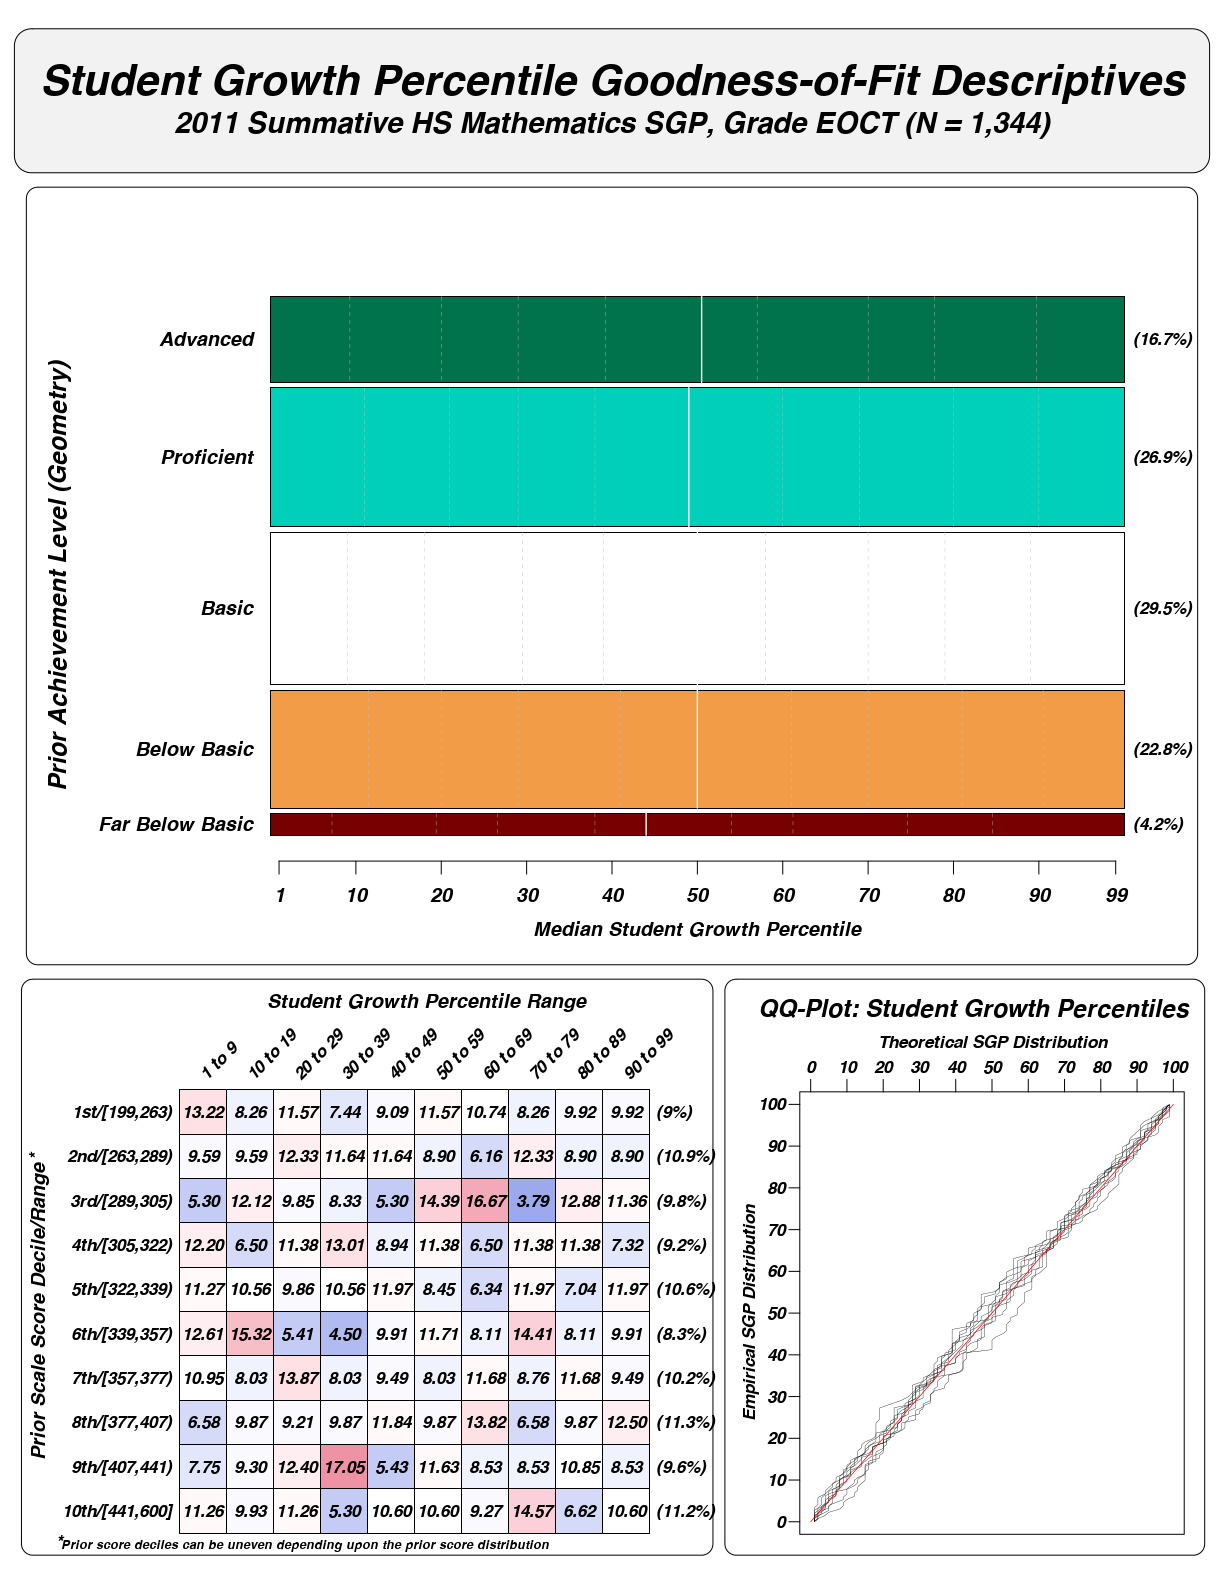 Student Growth Percentile Goodness-of-Fit Descriptives
2011 Summative HS Mathematics SGP, Grade EOCT (N = 1,344)
Prior Achievement Level (Geometry)
Advanced (16.7%)
Proficient (26.9%)
Basic (29.5%)
Below Basic (22.8%)
Far Below Basic (4.2%)
1 10 20 30 40 50 60 70 80 90 99
Median Student Growth Percentile
Student Growth Percentile Range
1 to 9 10 to 19 20 to 29 30 to 39 40 to 49 50 to 59 60 to 69 70 to 79 80 to 89 90 to 99
Prior Scale Score Decile/Range*
1st/[199,263) 13.22 8.26 11.57 7.44 9.09 11.57 10.74 8.26 9.92 9.92 (9%)
2nd/[263,289) 9.59 9.59 12.33 11.64 11.64 8.90 6.16 12.33 8.90 8.90 (10.9%)
3rd/[289,305) 5.30 12.12 9.85 8.33 5.30 14.39 16.67 3.79 12.88 11.36 (9.8%)
4th/[305,322) 12.20 6.50 11.38 13.01 8.94 11.38 6.50 11.38 11.38 7.32 (9.2%)
5th/[322,339) 11.27 10.56 9.86 10.56 11.97 8.45 6.34 11.97 7.04 11.97 (10.6%)
6th/[339,357) 12.61 15.32 5.41 4.50 9.91 11.71 8.11 14.41 8.11 9.91 (8.3%)
7th/[357,377) 10.95 8.03 13.87 8.03 9.49 8.03 11.68 8.76 11.68 9.49 (10.2%)
8th/[377,407) 6.58 9.87 9.21 9.87 11.84 9.87 13.82 6.58 9.87 12.50 (11.3%)
9th/[407,441) 7.75 9.30 12.40 17.05 5.43 11.63 8.53 8.53 10.85 8.53 (9.6%)
10th/[441,600] 11.26 9.93 11.26 5.30 10.60 10.60 9.27 14.57 6.62 10.60 (11.2%)
*Prior score deciles can be uneven depending upon the prior score distribution
QQ-Plot: Student Growth Percentiles
Theoretical SGP Distribution
0 10 20 30 40 50 60 70 80 90 100
Empirical SGP Distribution
100
90
80
70
60
50
40
30
20
10
0